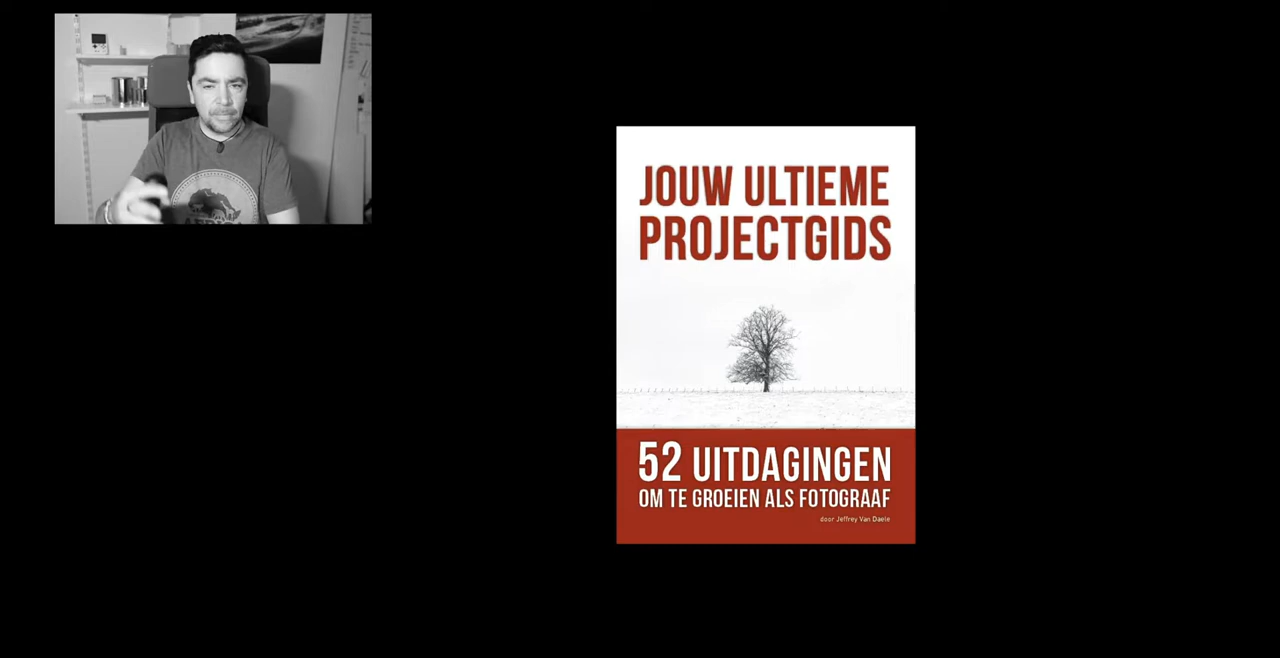 JOUW ULTIEME
PROJECTGIDS
52 UITDAGINGEN
OM TE GROEIEN ALS FOTOGRAAF
door Jeffrey Van Daele